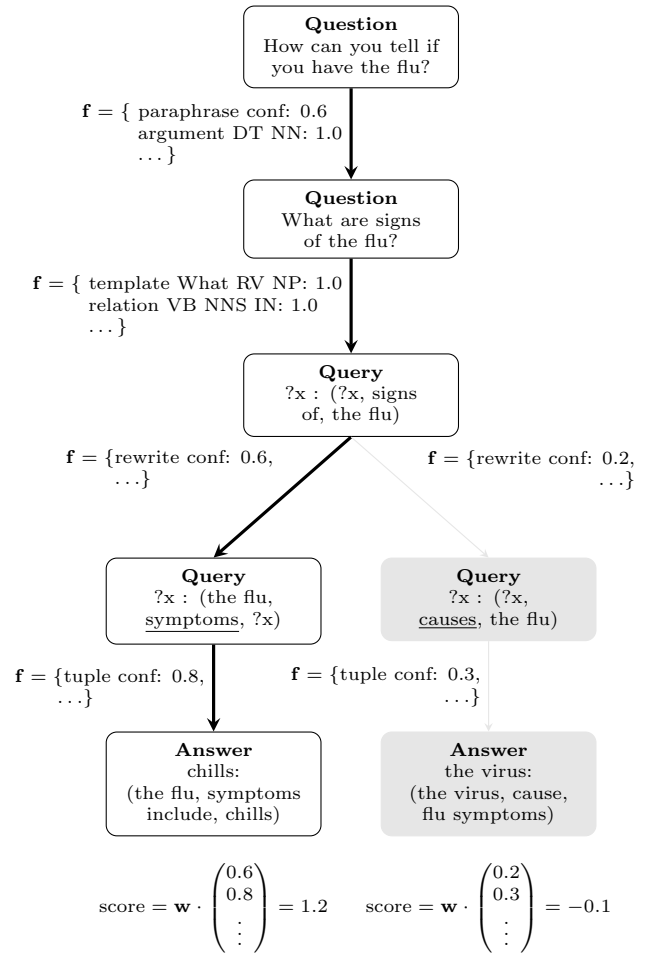 Question
How can you tell if
you have the flu?
f = { paraphrase conf: 0.6
argument DT NN: 1.0
... }
Question
What are signs
of the flu?
f = { template What RV NP: 1.0
relation VB NNS IN: 1.0
... }
Query
?x : (?x, signs
of, the flu)
f = {rewrite conf: 0.6,
...}
f = {rewrite conf: 0.2,
...}
Query
?x : (the flu,
symptoms, ?x)
Query
?x : (?x,
causes, the flu)
f = {tuple conf: 0.8,
...}
f = {tuple conf: 0.3,
...}
Answer
chills:
(the flu, symptoms
include, chills)
Answer
the virus:
(the virus, cause,
flu symptoms)
score = w · (0.6 0.8 ⋮) = 1.2
score = w · (0.2 0.3 ⋮) = −0.1